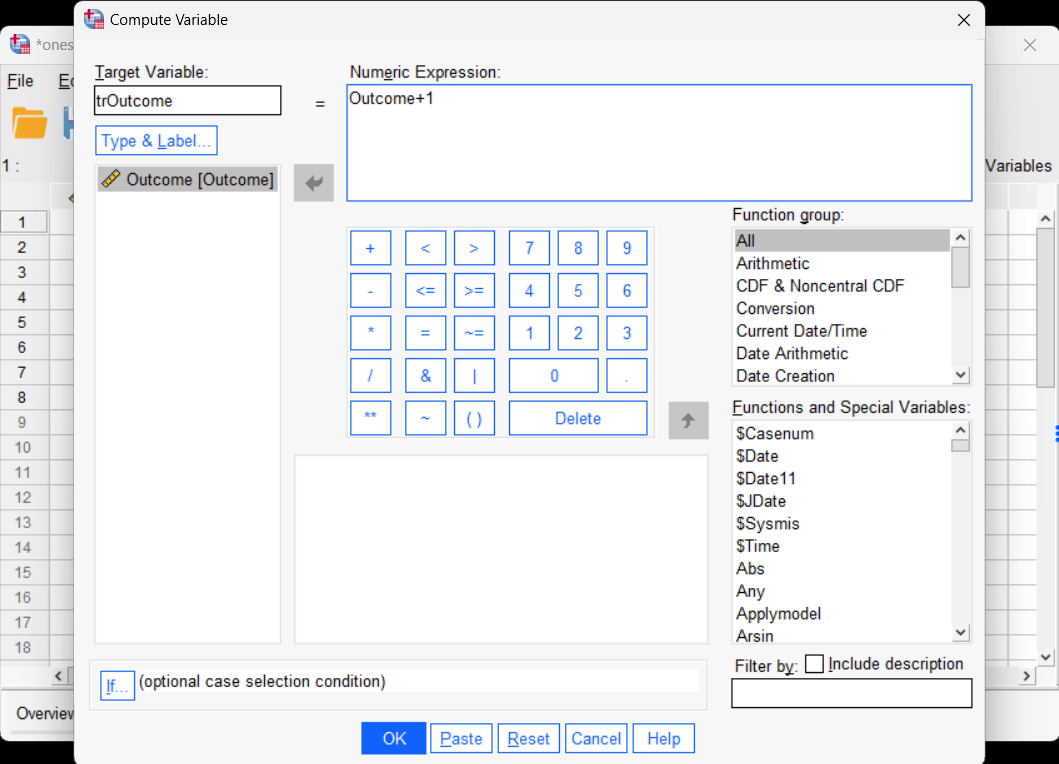 Compute Variable
*ones
File
Target Variable:
Numeric Expression:
trOutcome
=
Outcome+1
Type & Label...
1 :
Variables
Outcome [Outcome]
Function group:
All
Arithmetic
CDF & Noncentral CDF
Conversion
Current Date/Time
Date Arithmetic
Date Creation
+ < > 7 8 9
- <= >= 4 5 6
* = ~= 1 2 3
/ & | 0 .
** ~ ( ) Delete
Functions and Special Variables:
$Casenum
$Date
$Date11
$JDate
$Sysmis
$Time
Abs
Any
Applymodel
Arsin
1
2
3
4
5
6
7
8
9
10
11
12
13
14
15
16
17
18
If... (optional case selection condition)
Filter by: Include description
Overview
OK Paste Reset Cancel Help